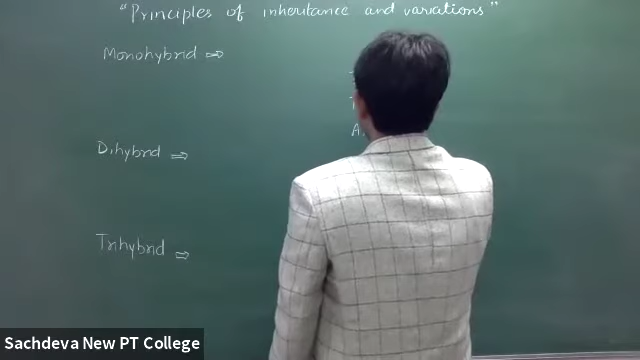 "Principles of inheritance and variations"
Monohybrid ⇒
Dihybrid ⇒
Trihybrid ⇒
Sachdeva New PT College